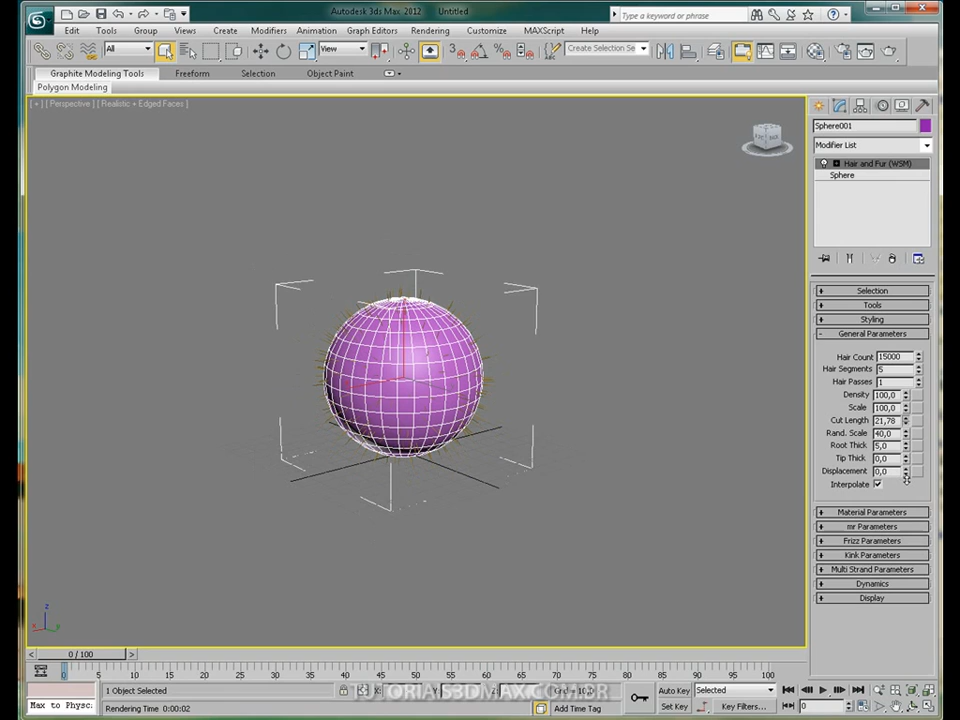 Autodesk 3ds Max 2012 Untitled
Type a keyword or phrase
Edit Tools Group Views Create Modifiers Animation Graph Editors Rendering Customize MAXScript Help
All View Create Selection Se
Graphite Modeling Tools Freeform Selection Object Paint
Polygon Modeling
[ + ] [ Perspective ] [ Realistic + Edged Faces ]
Sphere001
Modifier List
Hair and Fur (WSM)
Sphere
+ Selection
+ Tools
+ Styling
- General Parameters
Hair Count 15000
Hair Segments 5
Hair Passes 1
Density 100,0
Scale 100,0
Cut Length 21,78
Rand. Scale 40,0
Root Thick 5,0
Tip Thick 0,0
Displacement 0,0
Interpolate
+ Material Parameters
+ mr Parameters
+ Frizz Parameters
+ Kink Parameters
+ Multi Strand Parameters
+ Dynamics
+ Display
z
x y
< 0 / 100 >
0 5 10 15 20 25 30 35 40 45 50 55 60 65 70 75 80 85 90 95 100
1 Object Selected X: Grid = 10,0 Auto Key Selected
TUTORIAIS3DMAX.COM.BR
Max to Physc: Rendering Time 0:00:02 Add Time Tag Set Key Key Filters... 0